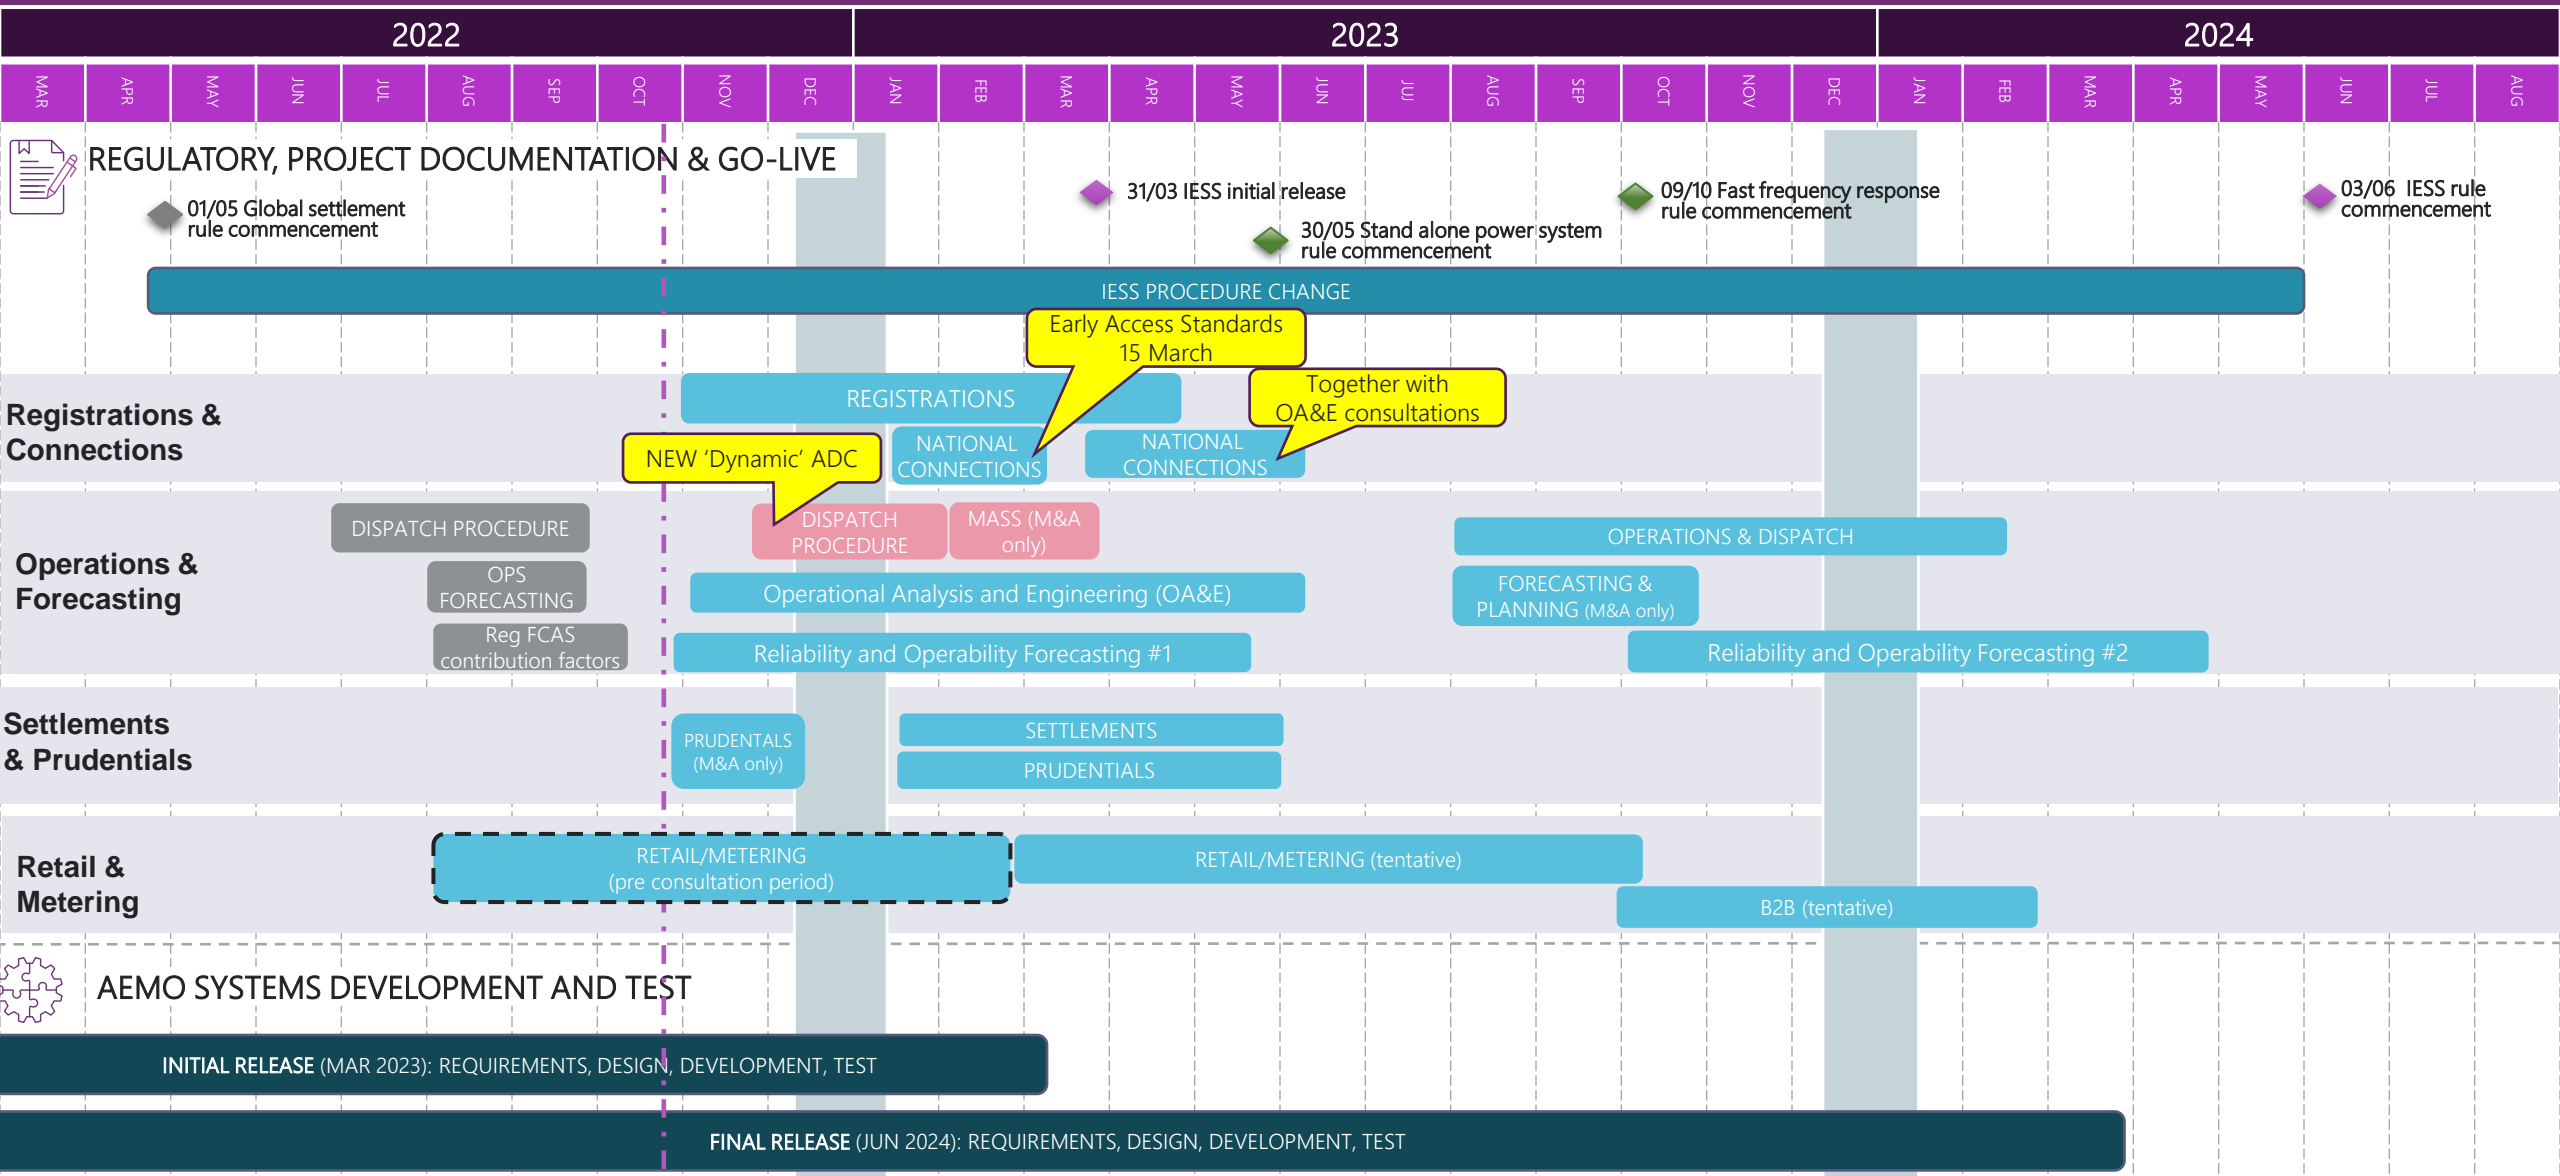 2022
2023
2024
MAR
APR
MAY
JUN
JUL
AUG
SEP
OCT
NOV
DEC
JAN
FEB
MAR
APR
MAY
JUN
JUJ
AUG
SEP
OCT
NOV
DEC
JAN
FEB
MAR
APR
MAY
JUN
JUL
AUG
REGULATORY, PROJECT DOCUMENTATION & GO-LIVE
01/05 Global settlement
rule commencement
31/03 IESS initial release
30/05 Stand alone power system
rule commencement
09/10 Fast frequency response
rule commencement
03/06 IESS rule
commencement
IESS PROCEDURE CHANGE
Early Access Standards
15 March
Together with
OA&E consultations
NEW ‘Dynamic’ ADC
Registrations &
Connections
REGISTRATIONS
NATIONAL
CONNECTIONS
NATIONAL
CONNECTIONS
Operations &
Forecasting
DISPATCH PROCEDURE
DISPATCH
PROCEDURE
MASS (M&A
only)
OPERATIONS & DISPATCH
OPS
FORECASTING
Operational Analysis and Engineering (OA&E)
FORECASTING &
PLANNING (M&A only)
Reg FCAS
contribution factors
Reliability and Operability Forecasting #1
Reliability and Operability Forecasting #2
Settlements
& Prudentials
PRUDENTALS
(M&A only)
SETTLEMENTS
PRUDENTIALS
Retail &
Metering
RETAIL/METERING
(pre consultation period)
RETAIL/METERING (tentative)
B2B (tentative)
AEMO SYSTEMS DEVELOPMENT AND TEST
INITIAL RELEASE (MAR 2023): REQUIREMENTS, DESIGN, DEVELOPMENT, TEST
FINAL RELEASE (JUN 2024): REQUIREMENTS, DESIGN, DEVELOPMENT, TEST